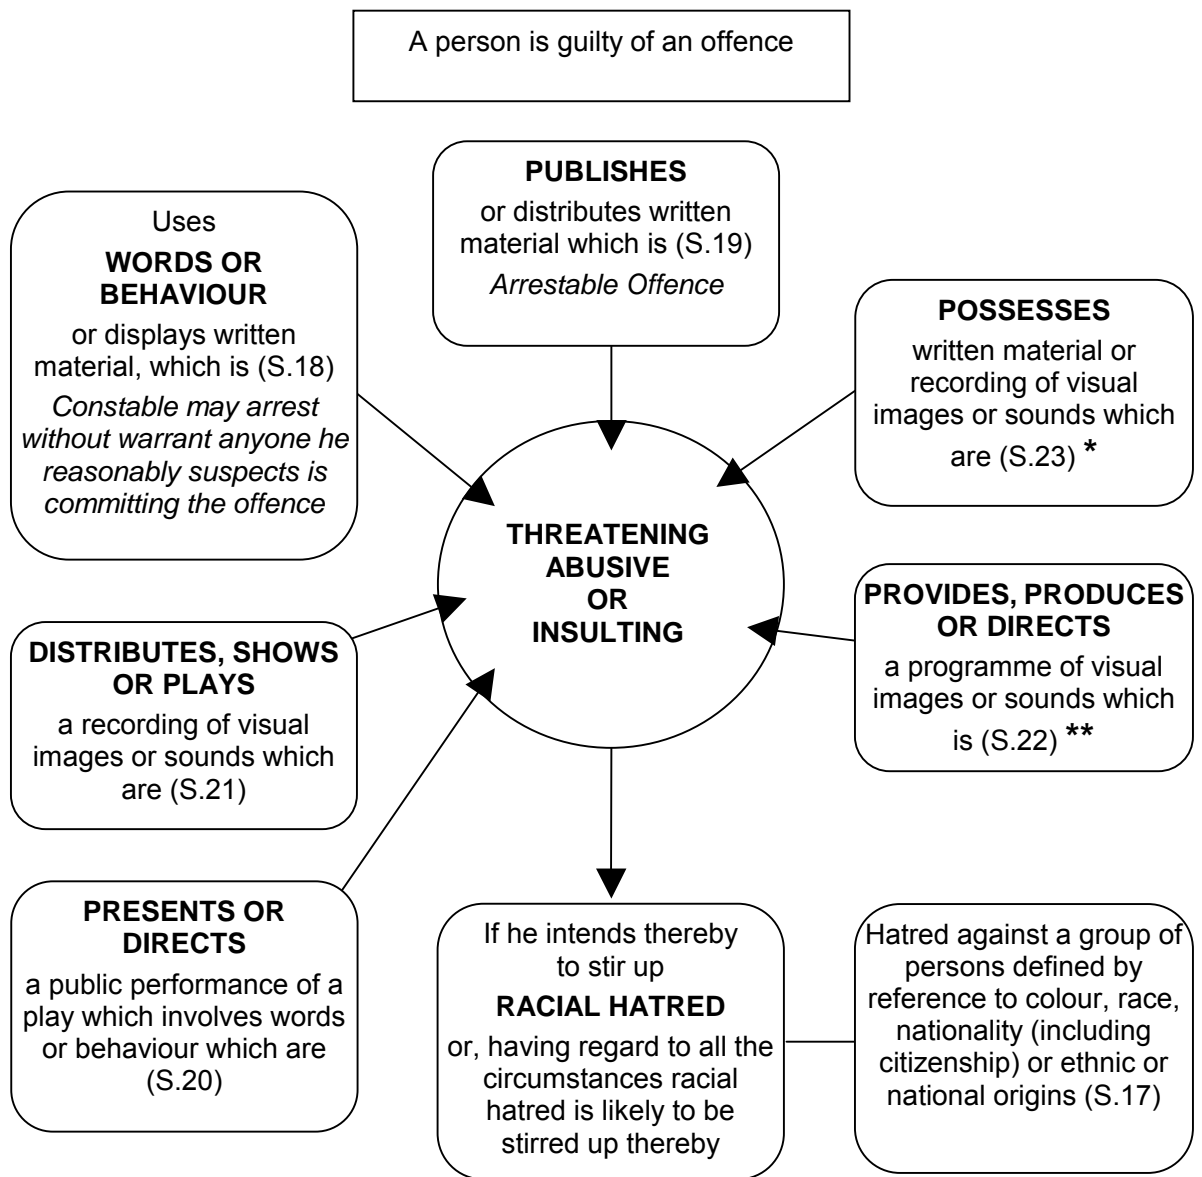 A person is guilty of an offence
PUBLISHES
or distributes written
material which is (S.19)
Arrestable Offence
Uses
WORDS OR
BEHAVIOUR
or displays written
material, which is (S.18)
Constable may arrest
without warrant anyone he
reasonably suspects is
committing the offence
POSSESSES
written material or
recording of visual
images or sounds which
are (S.23) *
THREATENING
ABUSIVE
OR
INSULTING
PROVIDES, PRODUCES
OR DIRECTS
a programme of visual
images or sounds which
is (S.22) **
DISTRIBUTES, SHOWS
OR PLAYS
a recording of visual
images or sounds which
are (S.21)
PRESENTS OR
DIRECTS
a public performance of a
play which involves words
or behaviour which are
(S.20)
If he intends thereby
to stir up
RACIAL HATRED
or, having regard to all the
circumstances racial
hatred is likely to be
stirred up thereby
Hatred against a group of
persons defined by
reference to colour, race,
nationality (including
citizenship) or ethnic or
national origins (S.17)